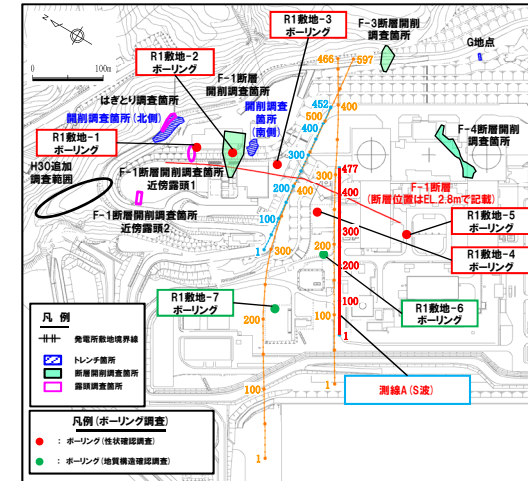 R1敷地-3
ボーリング
F-3断層開削
調査箇所
G地点
R1敷地-2
ボーリング
F-1断層
開削調査箇所
466
597
0
100m
はぎとり調査箇所
開削調査箇所(北側)
開削調査
箇所
(南側)
452
500
400
400
F-4断層開削
調査箇所
R1敷地-1
ボーリング
300
300
477
400
H30追加
調査範囲
F-1断層開削調査箇所
近傍露頭1
F-1断層
(断層位置はEL 2.8mで記載)
200
400
300
F-1断層開削調査箇所
近傍露頭2
100
300
R1敷地-5
ボーリング
1
300
200
200
R1敷地-4
ボーリング
R1敷地-7
ボーリング
100
R1敷地-6
ボーリング
200
100
1
凡 例
発電所敷地境界線
トレンチ箇所
断層開削調査箇所
露頭調査箇所
100
1
測線A(S波)
凡例(ボーリング調査)
: ボーリング(性状確認調査)
: ボーリング(地質構造確認調査)
1